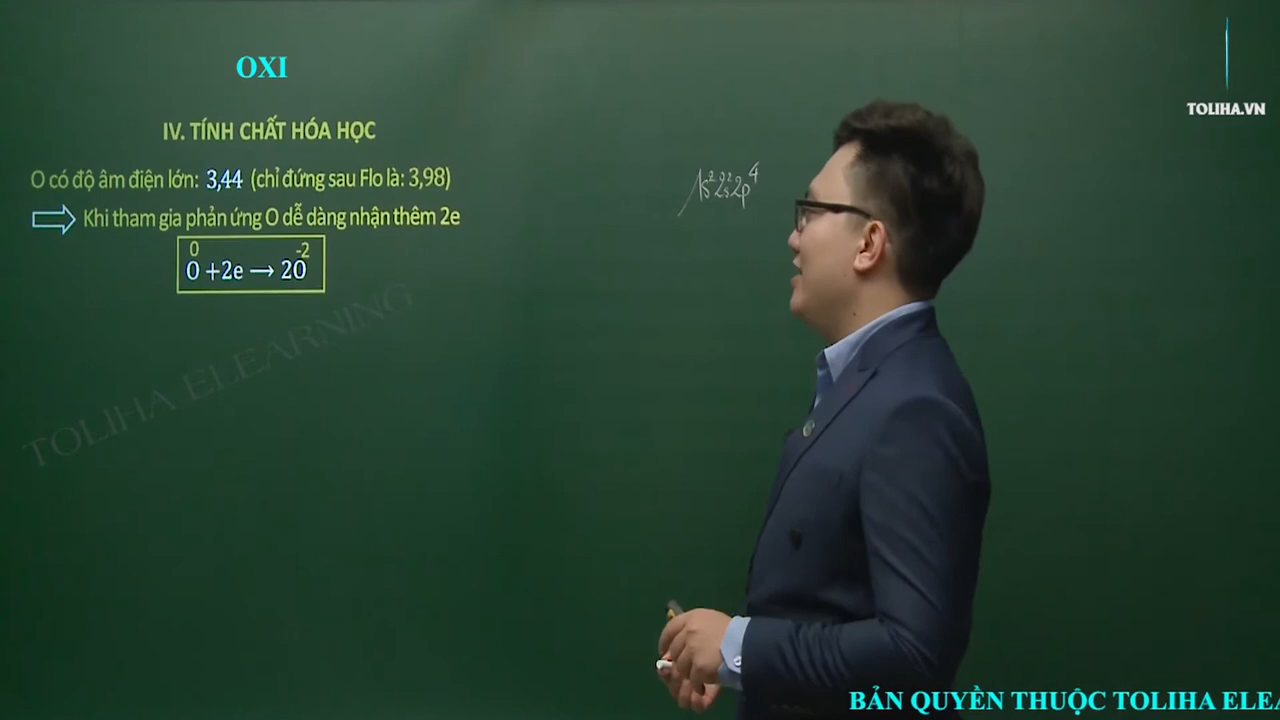 OXI
TOLIHA.VN
IV. TÍNH CHẤT HÓA HỌC
O có độ âm điện lớn: 3,44 (chỉ đứng sau Flo là: 3,98)
1s²2s²2p⁴
Khi tham gia phản ứng O dễ dàng nhận thêm 2e
0 -2
O +2e → 2O
TOLIHA ELEARNING
BẢN QUYỀN THUỘC TOLIHA ELEA